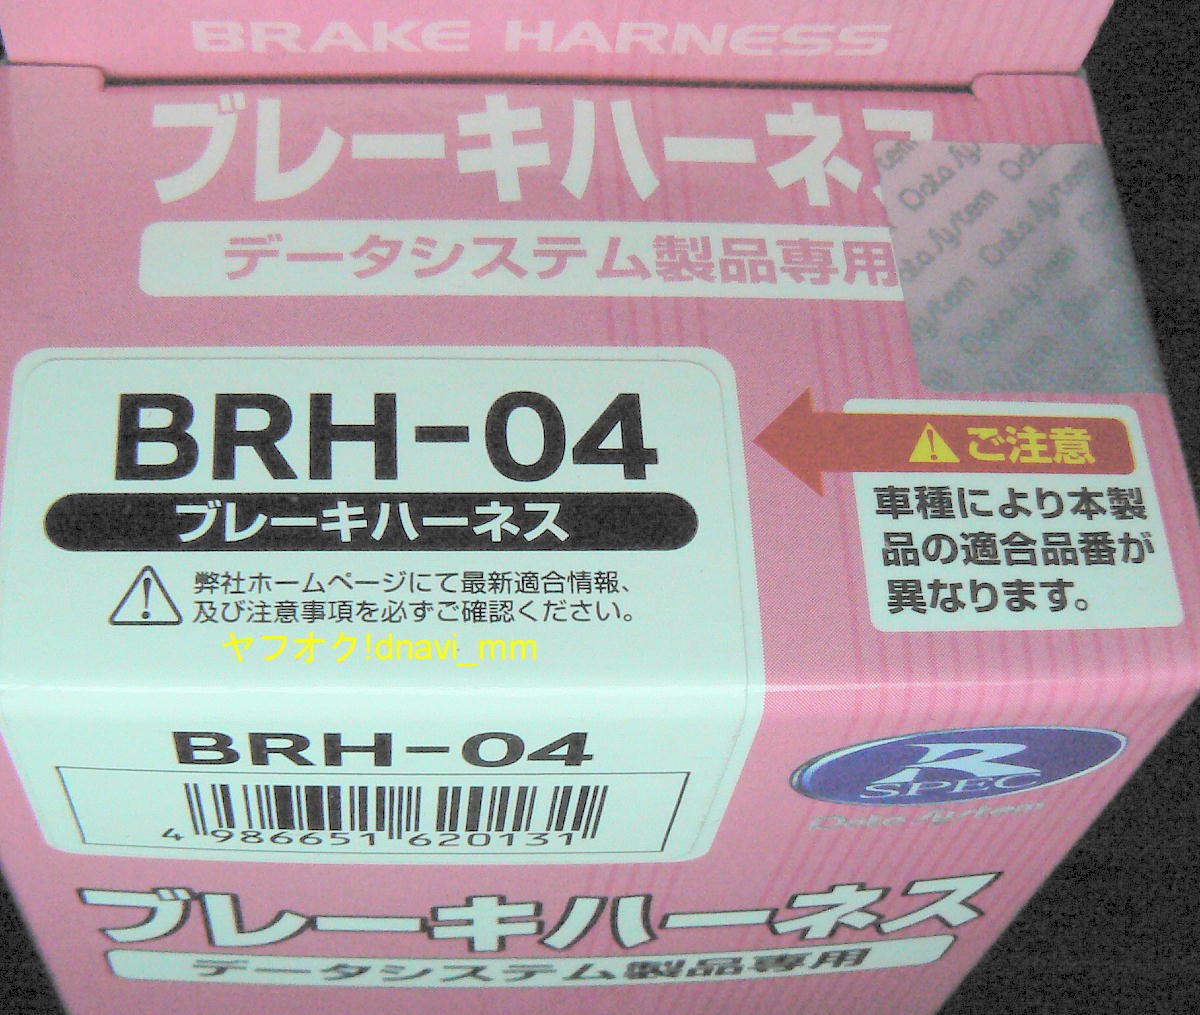 BRAKE HARNESS
ブレーキハーネス
データシステム製品専用
Data System
BRH-04
ブレーキハーネス
弊社ホームページにて最新適合情報、
及び注意事項を必ずご確認ください。
ご注意
車種により本製
品の適合品番が
異なります。
ヤフオク!dnavi_mm
BRH-04
4 986651 620131
R
SPEC
Data System
ブレーキハーネス
データシステム製品専用